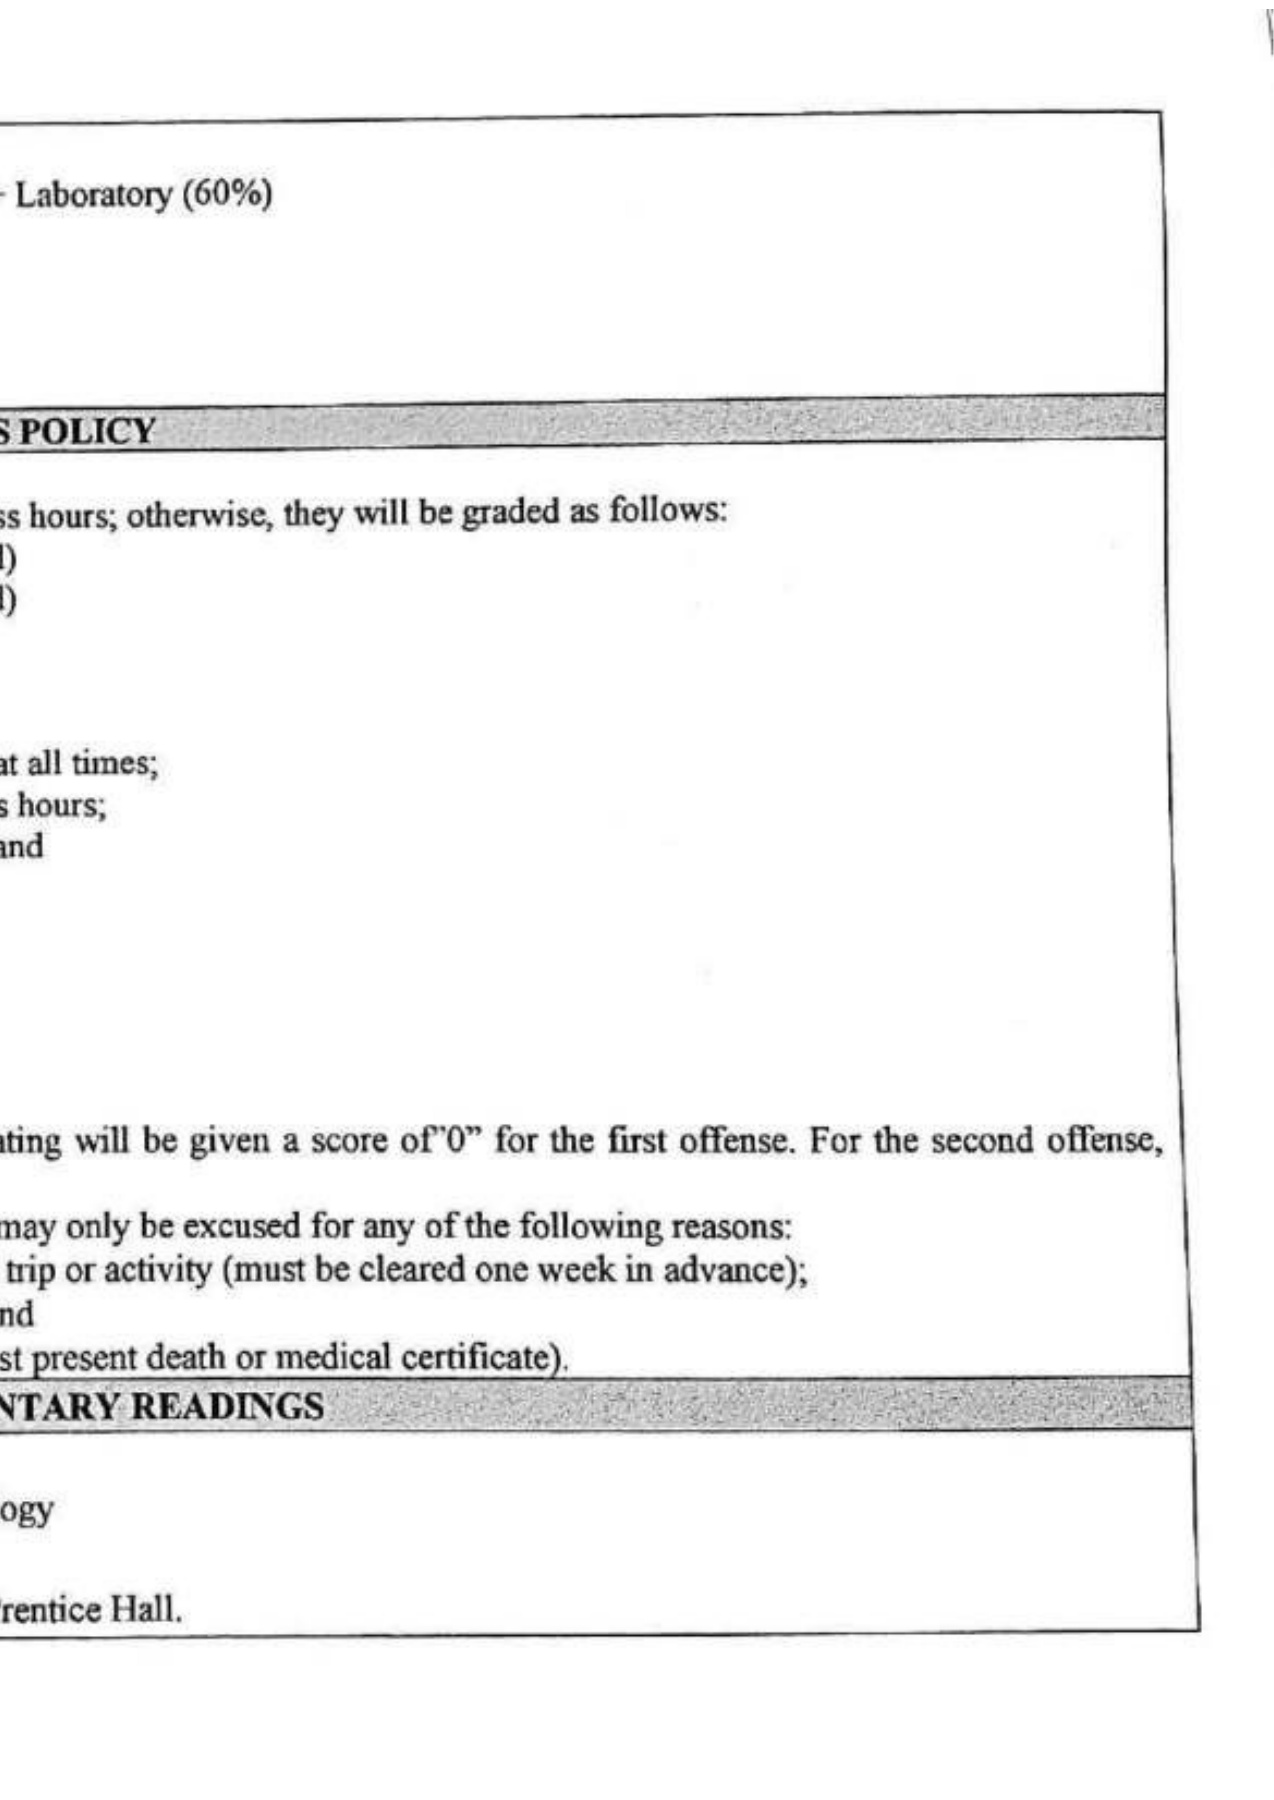 - Laboratory (60%)
S POLICY
ss hours; otherwise, they will be graded as follows:
l)
l)
at all times;
s hours;
and
ating will be given a score of"0" for the first offense. For the second offense,
may only be excused for any of the following reasons:
trip or activity (must be cleared one week in advance);
nd
st present death or medical certificate).
NTARY READINGS
ogy
rentice Hall.